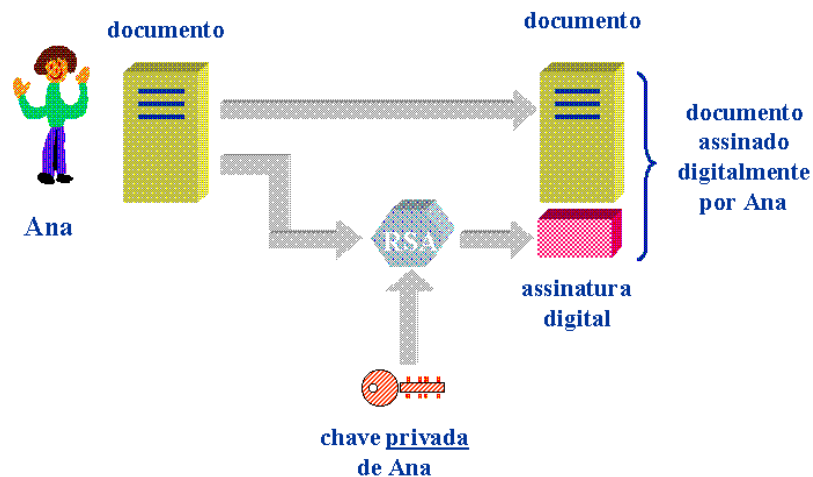 documento
documento
documento
assinado
digitalmente
por Ana
Ana
RSA
assinatura
digital
chave privada
de Ana